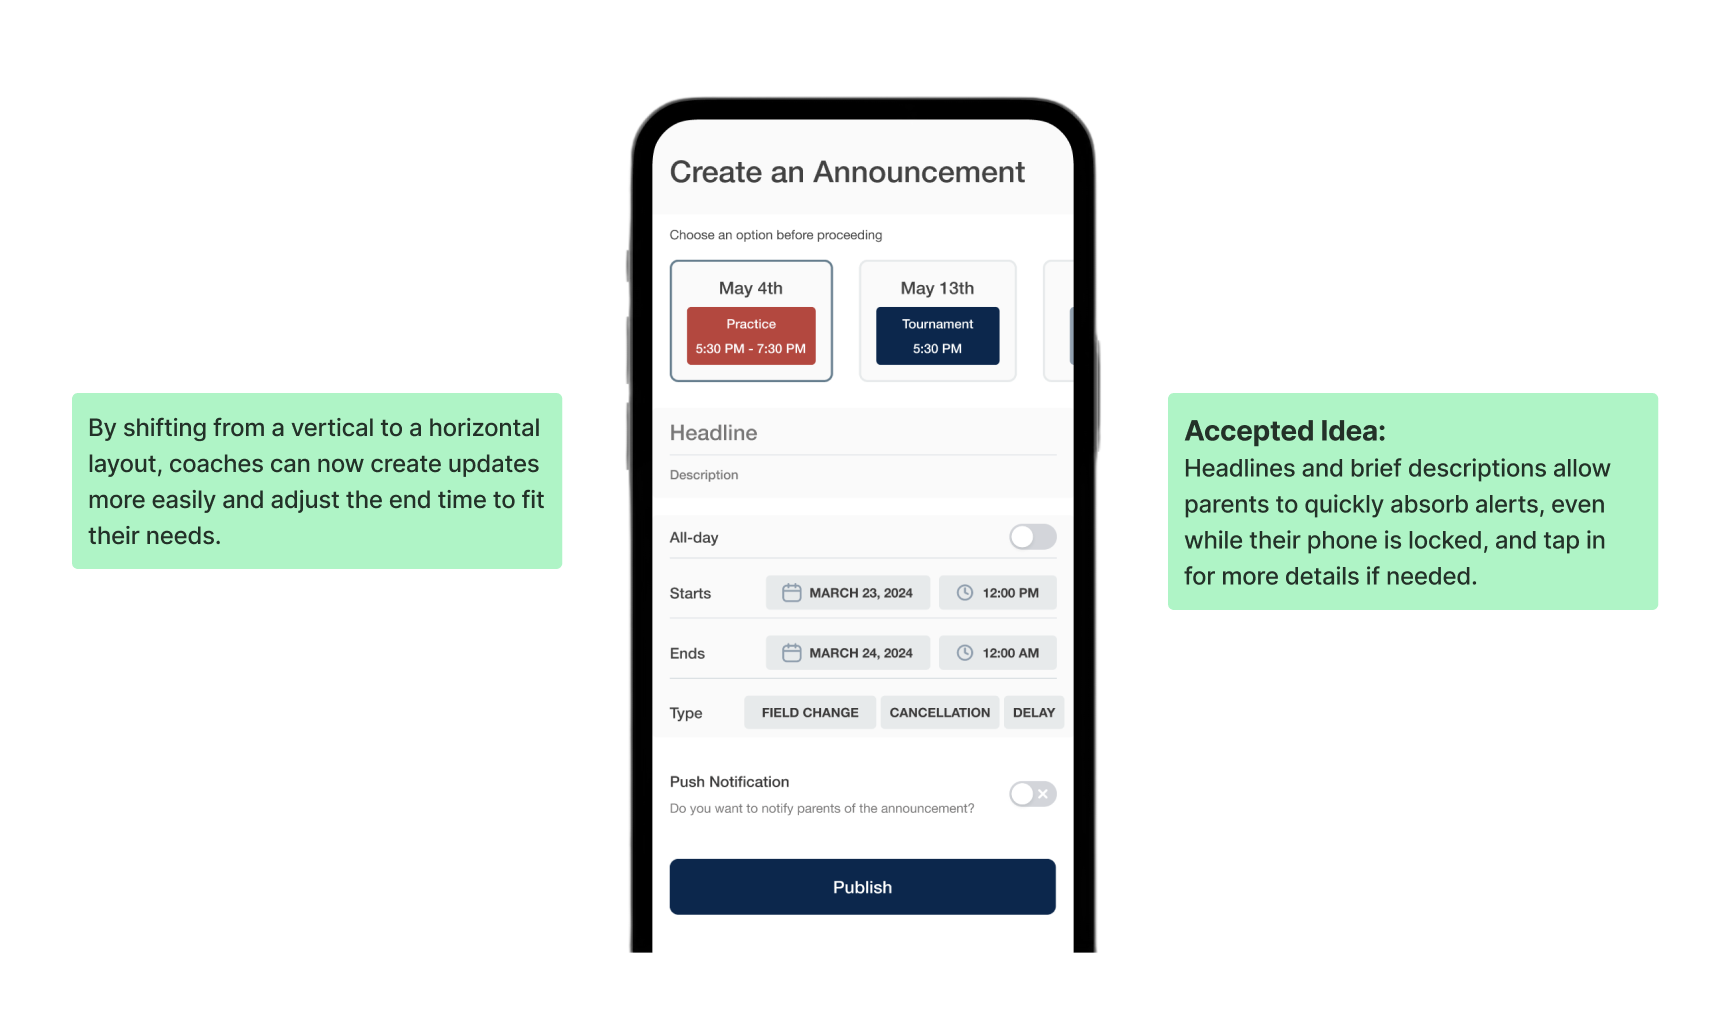 Create an Announcement
Choose an option before proceeding
May 4th
Practice
5:30 PM - 7:30 PM
May 13th
Tournament
5:30 PM
Headline
Description
All-day
Starts
MARCH 23, 2024
12:00 PM
Ends
MARCH 24, 2024
12:00 AM
Type
FIELD CHANGE
CANCELLATION
DELAY
Push Notification
Do you want to notify parents of the announcement?
Publish
By shifting from a vertical to a horizontal
layout, coaches can now create updates
more easily and adjust the end time to fit
their needs.
Accepted Idea:
Headlines and brief descriptions allow
parents to quickly absorb alerts, even
while their phone is locked, and tap in
for more details if needed.